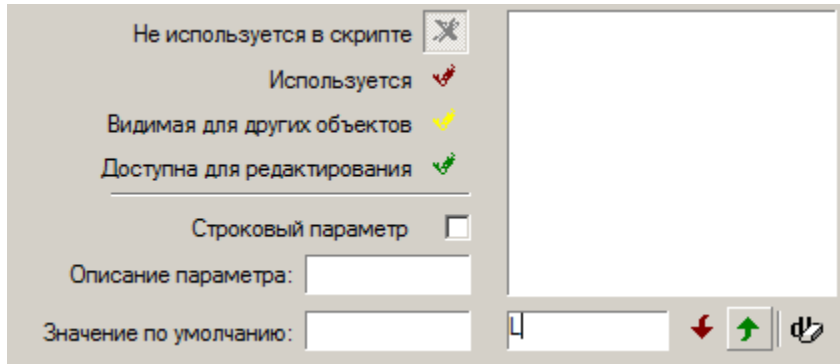 Не используется в скрипте
Используется
Видимая для других объектов
Доступна для редактирования
Строковый параметр
Описание параметра:
Значение по умолчанию: